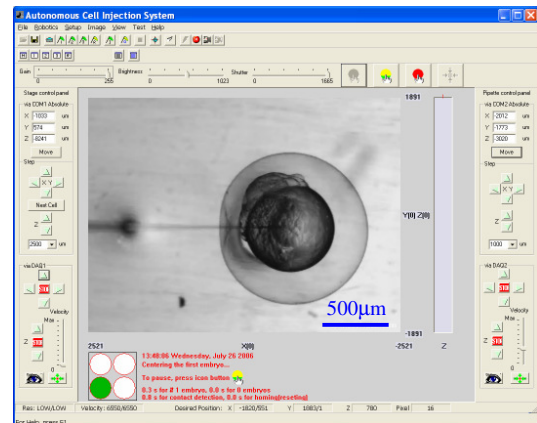 Autonomous Cell Injection System
File Robotics Setup Image View Test Help
Gain 0 255 Brightness 0 1023 Shutter 0 1665
Stage control panel
via COM1 Absolute
X -1033 um
Y 574 um
Z -8241 um
Move
Step
X Y
Next Cell
Z
2500 um
via DAQ1
Velocity
Max
Z
0
1891
Y[0] Z[0]
-1891
500μm
2521 X[0] -2521 Z
Pipette control panel
via COM2 Absolute
X -2012 um
Y -1773 um
Z -3020 um
Move
Step
X Y
Z
1000 um
via DAQ2
Velocity
Max
Z
0
13:40:06 Wednesday, July 26 2006
Centering the first embryo...
To pause, press icon button
0.3 s for # 1 embryo, 0.0 s for 0 embryos
0.0 s for contact detection, 0.0 s for homing(reseting)
Res: LOW/LOW Velocity: 6550/6550 Desired Position: X -1820/551 Y 1883/1 Z 780 Pixel 16
For Help, press F1